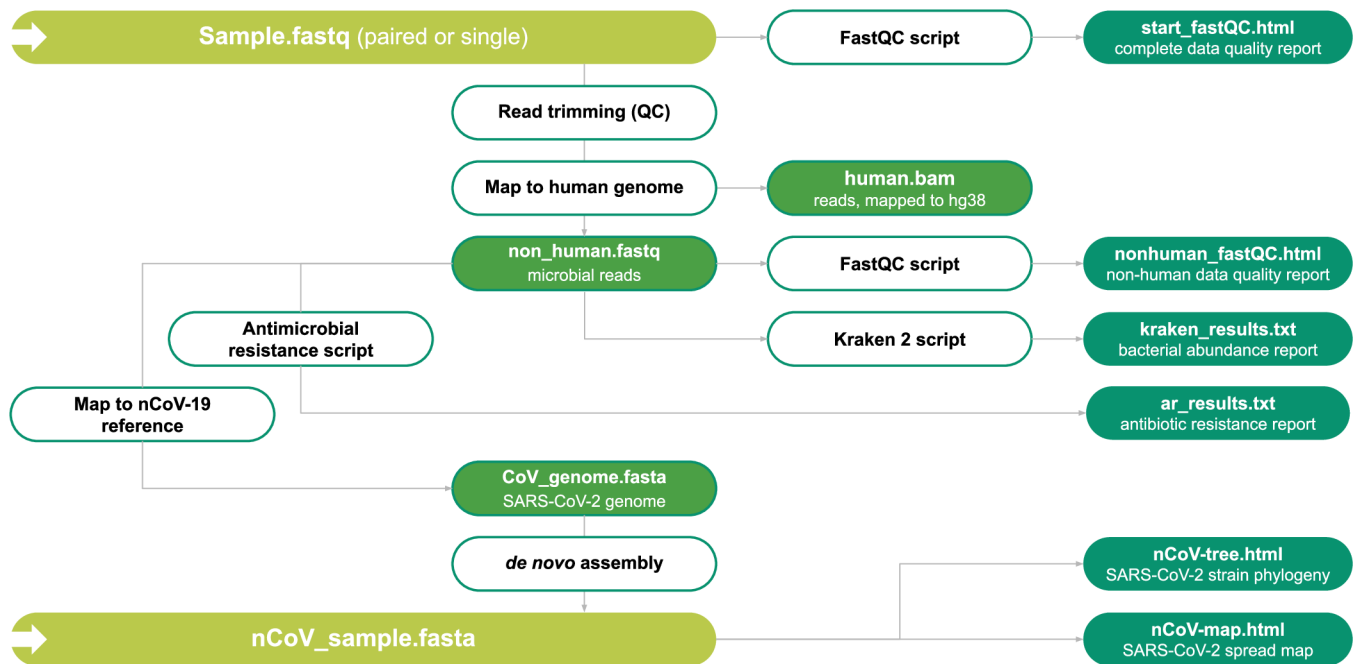 Sample.fastq (paired or single)
FastQC script
start_fastQC.html
complete data quality report
Read trimming (QC)
Map to human genome
human.bam
reads, mapped to hg38
non_human.fastq
microbial reads
FastQC script
nonhuman_fastQC.html
non-human data quality report
Antimicrobial
resistance script
Kraken 2 script
kraken_results.txt
bacterial abundance report
Map to nCoV-19
reference
ar_results.txt
antibiotic resistance report
CoV_genome.fasta
SARS-CoV-2 genome
de novo assembly
nCoV-tree.html
SARS-CoV-2 strain phylogeny
nCoV_sample.fasta
nCoV-map.html
SARS-CoV-2 spread map